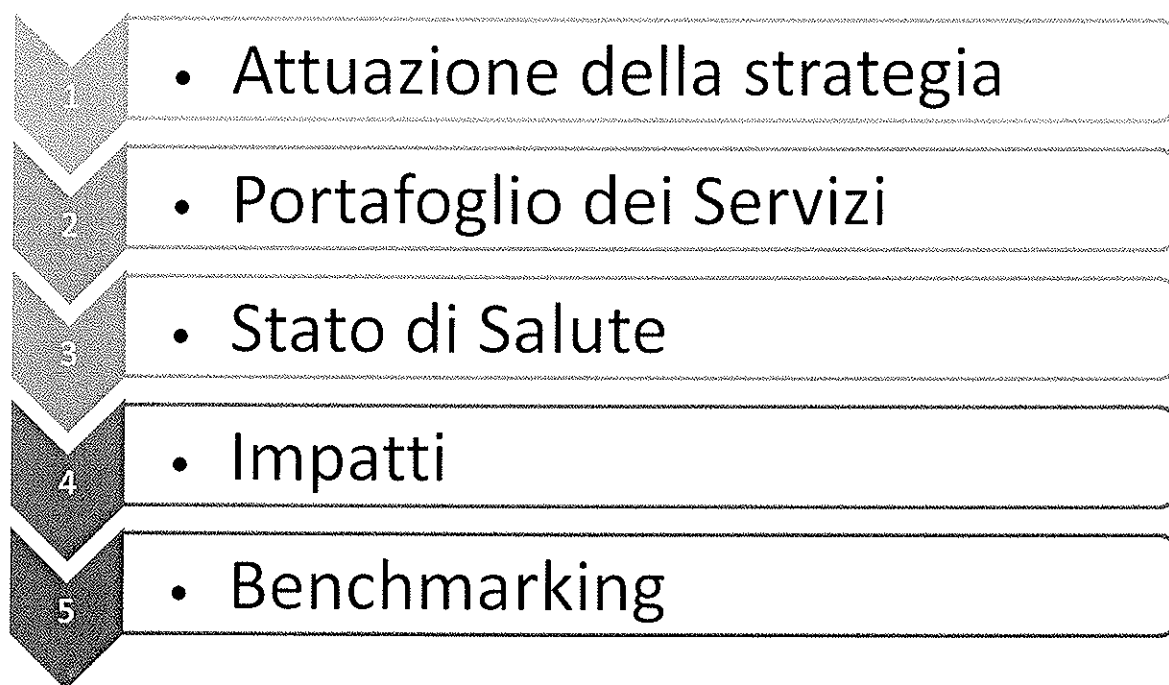 1
• Attuazione della strategia
2
• Portafoglio dei Servizi
3
• Stato di Salute
4
• Impatti
5
• Benchmarking